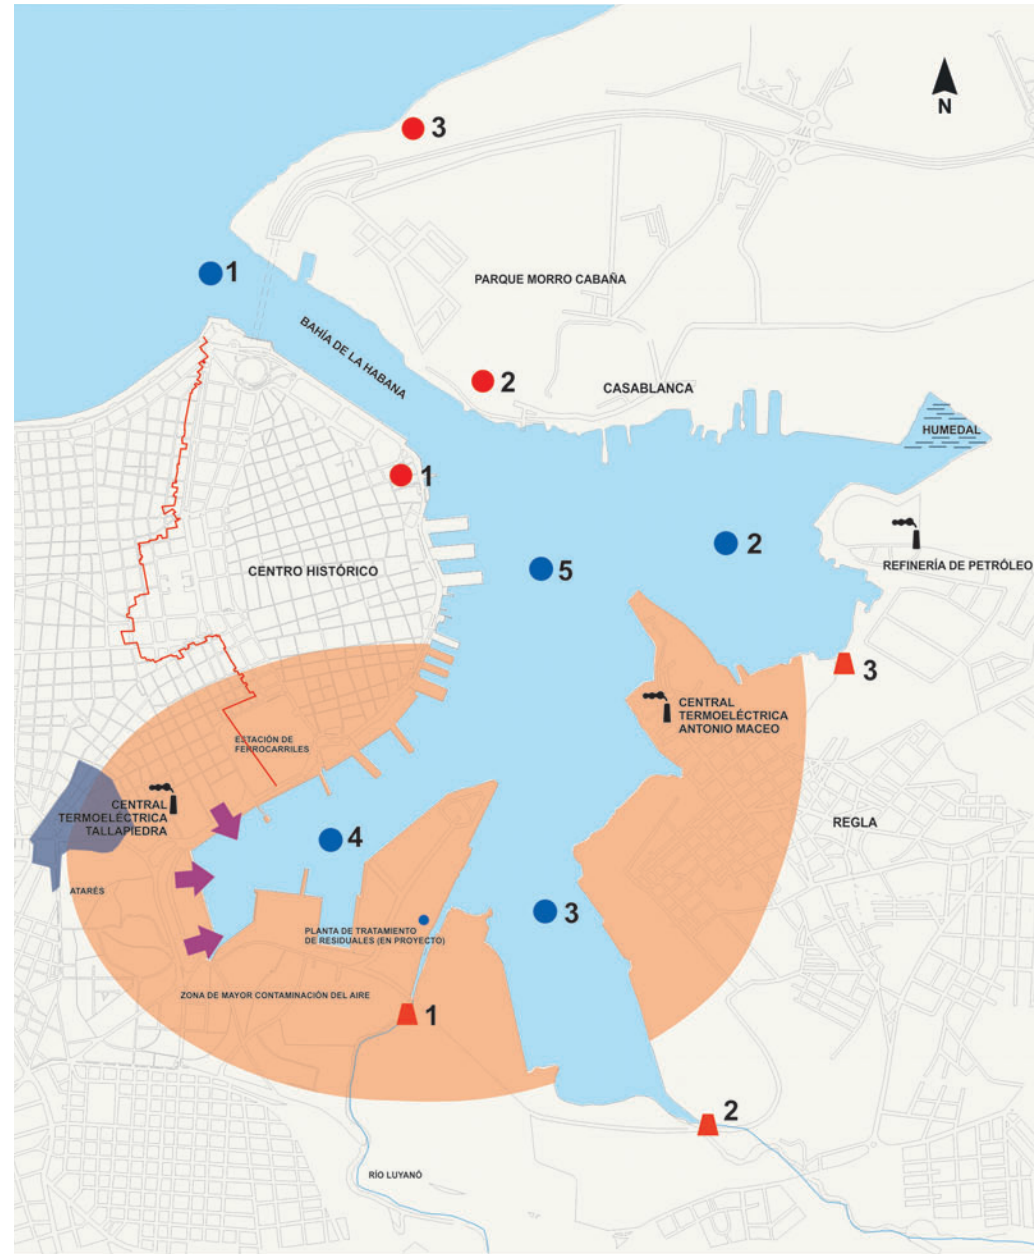 3
N
1
PARQUE MORRO CABAÑA
BAHÍA DE LA HABANA
2
CASABLANCA
HUMEDAL
1
2
5
CENTRO HISTÓRICO
REFINERÍA DE PETRÓLEO
3
CENTRAL
TERMOELÉCTRICA
ANTONIO MACEO
ESTACIÓN DE
FERROCARRILES
CENTRAL
TERMOELÉCTRICA
TALLAPIEDRA
REGLA
4
ATARÉS
3
PLANTA DE TRATAMIENTO
DE RESIDUALES (EN PROYECTO)
ZONA DE MAYOR CONTAMINACIÓN DEL AIRE
1
2
RÍO LUYANÓ